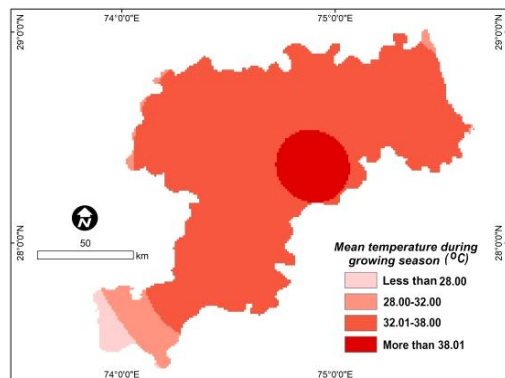 74°0'0"E 75°0'0"E
29°0'0"N 29°0'0"N
28°0'0"N 28°0'0"N
N
50
km
Mean temperature during
growing season (ºC)
Less than 28.00
28.00-32.00
32.01-38.00
More than 38.01
74°0'0"E 75°0'0"E